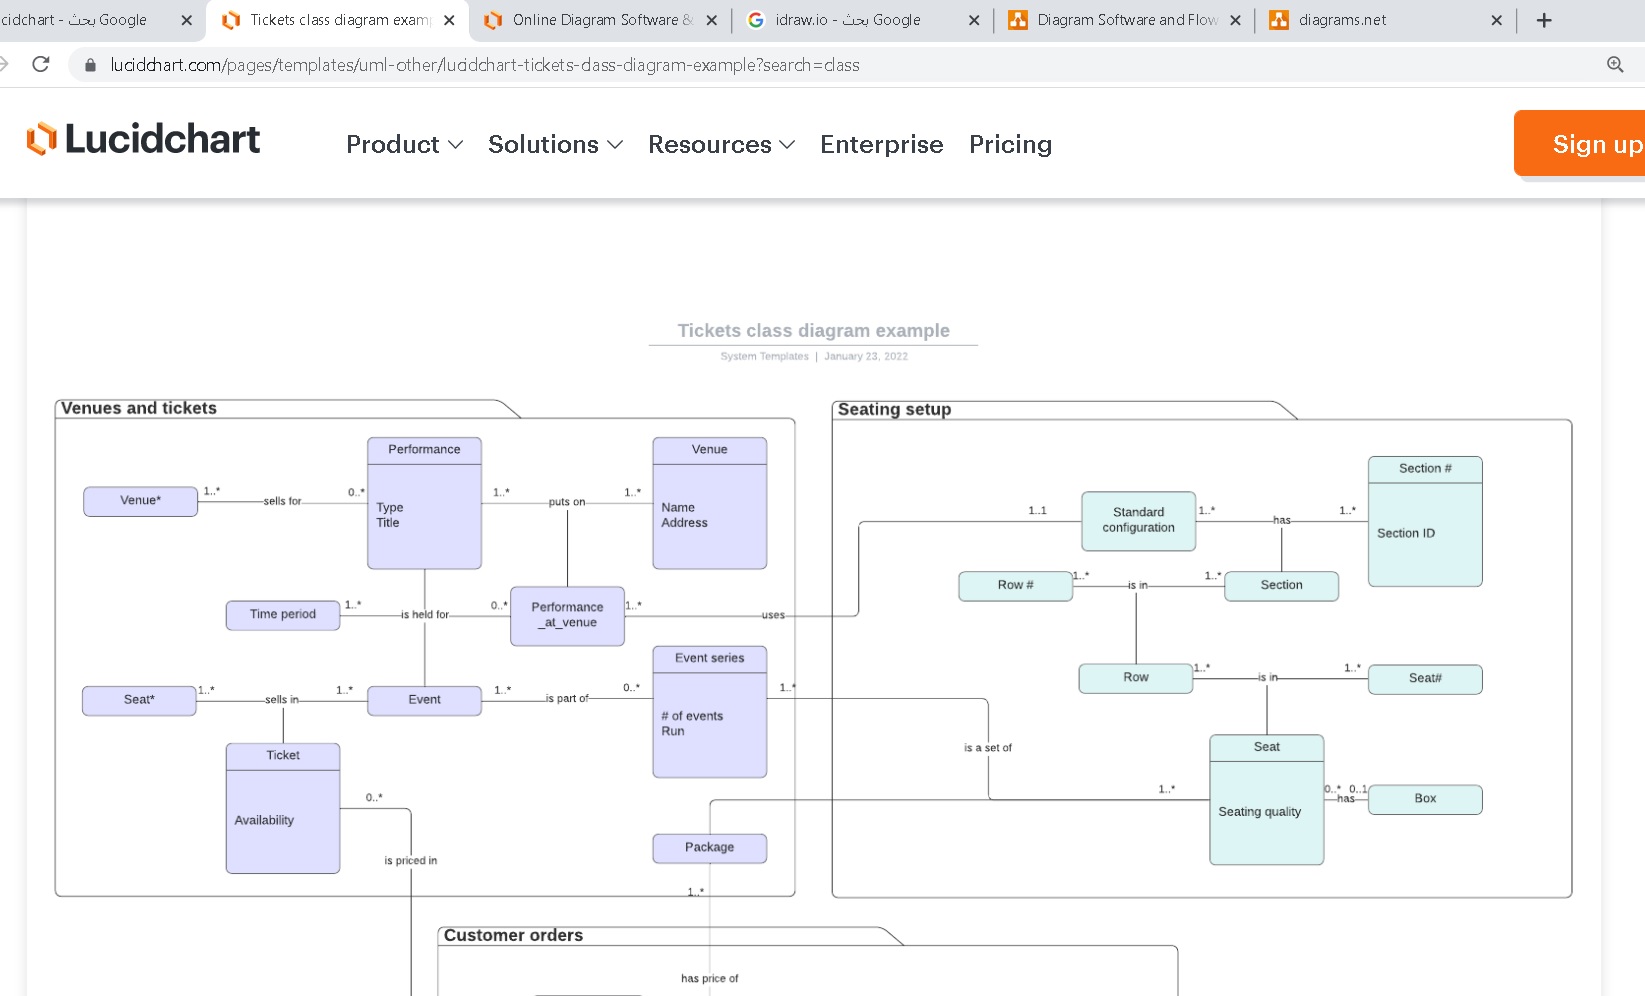 cidchart - بحث Google
Tickets class diagram exam
Online Diagram Software &
idraw.io - بحث Google
Diagram Software and Flow
diagrams.net
lucidchart.com/pages/templates/uml-other/lucidchart-tickets-class-diagram-example?search=class
Lucidchart
Product
Solutions
Resources
Enterprise
Pricing
Sign up
Tickets class diagram example
System Templates | January 23, 2022
Venues and tickets
Performance
Type
Title
Venue
Name
Address
Venue*
1..*
sells for
0..*
1..*
puts on
1..*
Time period
1..*
is held for
0..*
Performance
_at_venue
1..*
uses
Seat*
1..*
sells in
1..*
Event
1..*
is part of
0..*
Event series
# of events
Run
1..*
Ticket
Availability
0..*
is priced in
Package
1..*
Seating setup
1..1
Standard
configuration
1..*
has
1..*
Section #
Section ID
Row #
1..*
is in
1..*
Section
Row
1..*
is in
1..*
Seat#
is a set of
1..*
Seat
Seating quality
0..*
0..1
has
Box
Customer orders
has price of